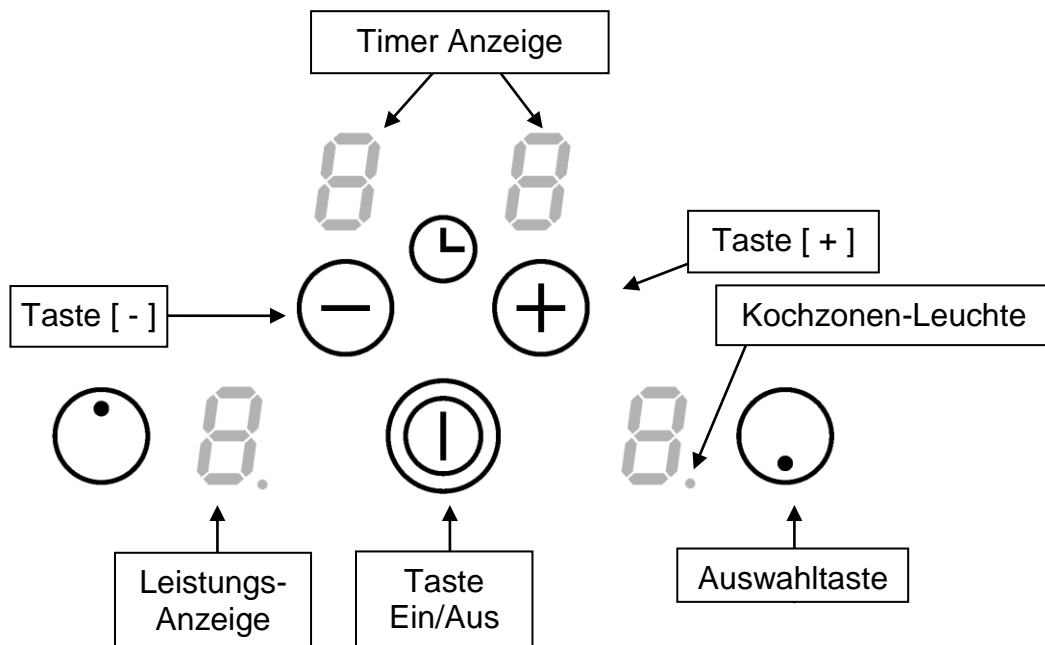 Timer Anzeige
Taste [ + ]
Taste [ - ]
Kochzonen-Leuchte
Leistungs-
Anzeige
Taste
Ein/Aus
Auswahltaste